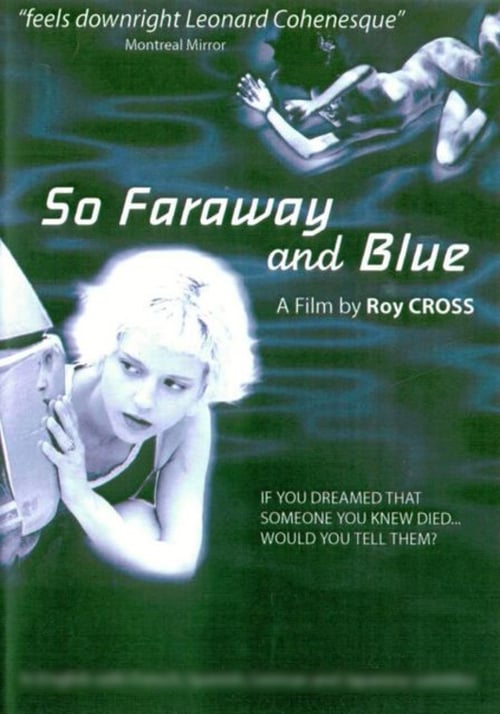 "feels downright Leonard Cohenesque"
Montreal Mirror
So Faraway
and Blue
A Film by Roy CROSS
IF YOU DREAMED THAT
SOMEONE YOU KNEW DIED...
WOULD YOU TELL THEM?